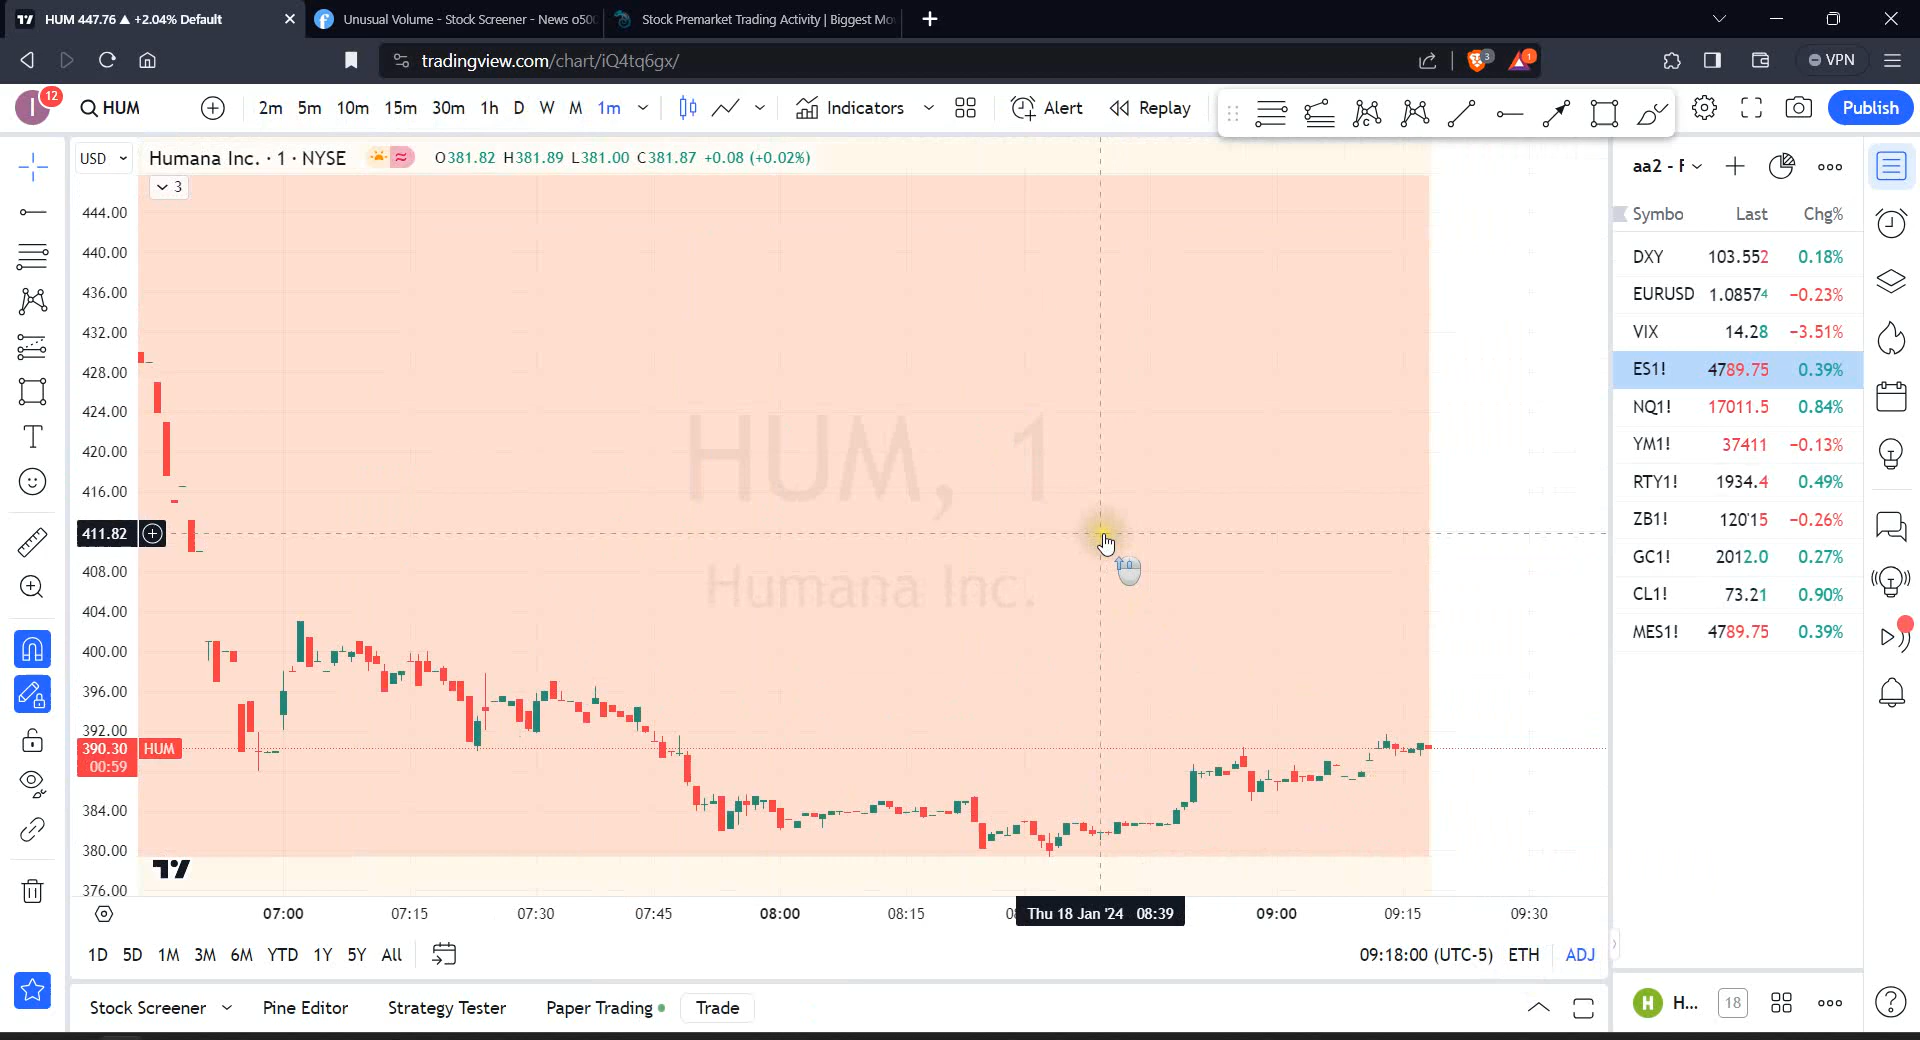 HUM 447.76 ▲ +2.04% Default
Unusual Volume - Stock Screener - News o500
Stock Premarket Trading Activity | Biggest Mo
tradingview.com/chart/iQ4tq6gx/
3
1
VPN
I
12
HUM
2m 5m 10m 15m 30m 1h D W M 1m
Indicators
Alert
Replay
Publish
USD
Humana Inc. · 1 · NYSE
O381.82 H381.89 L381.00 C381.87 +0.08 (+0.02%)
3
444.00
440.00
436.00
432.00
428.00
424.00
420.00
416.00
411.82
408.00
404.00
400.00
396.00
392.00
390.30 HUM
00:59
384.00
380.00
376.00
HUM, 1
Humana Inc.
07:00 07:15 07:30 07:45 08:00 08:15
Thu 18 Jan '24 08:39
09:00 09:15 09:30
1D 5D 1M 3M 6M YTD 1Y 5Y All
09:18:00 (UTC-5) ETH ADJ
Stock Screener Pine Editor Strategy Tester Paper Trading Trade
aa2 - F
Symbo Last Chg%
DXY 103.552 0.18%
EURUSD 1.08574 −0.23%
VIX 14.28 −3.51%
ES1! 4789.75 0.39%
NQ1! 17011.5 0.84%
YM1! 37411 −0.13%
RTY1! 1934.4 0.49%
ZB1! 120'15 −0.26%
GC1! 2012.0 0.27%
CL1! 73.21 0.90%
MES1! 4789.75 0.39%
H H... 18